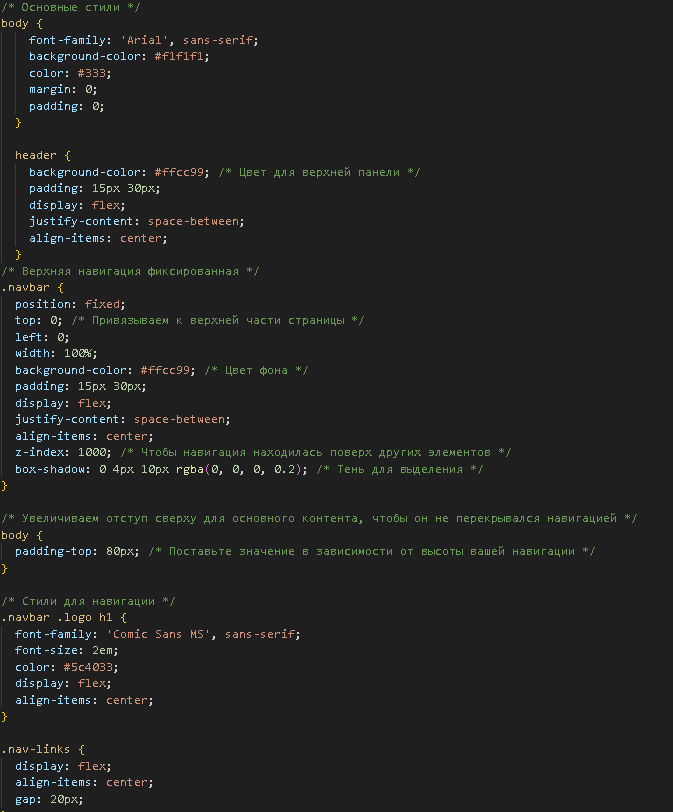 /* Основные стили */
body {
    font-family: 'Arial', sans-serif;
    background-color: #f1f1f1;
    color: #333;
    margin: 0;
    padding: 0;
  }

  header {
    background-color: #ffcc99; /* Цвет для верхней панели */
    padding: 15px 30px;
    display: flex;
    justify-content: space-between;
    align-items: center;
  }
/* Верхняя навигация фиксированная */
.navbar {
  position: fixed;
  top: 0; /* Привязываем к верхней части страницы */
  left: 0;
  width: 100%;
  background-color: #ffcc99; /* Цвет фона */
  padding: 15px 30px;
  display: flex;
  justify-content: space-between;
  align-items: center;
  z-index: 1000; /* Чтобы навигация находилась поверх других элементов */
  box-shadow: 0 4px 10px rgba(0, 0, 0, 0.2); /* Тень для выделения */
}

/* Увеличиваем отступ сверху для основного контента, чтобы он не перекрывался навигацией */
body {
  padding-top: 80px; /* Поставьте значение в зависимости от высоты вашей навигации */
}

/* Стили для навигации */
.navbar .logo h1 {
  font-family: 'Comic Sans MS', sans-serif;
  font-size: 2em;
  color: #5c4033;
  display: flex;
  align-items: center;
}

.nav-links {
  display: flex;
  align-items: center;
  gap: 20px;